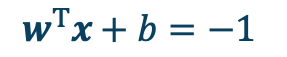 wᵀx + b = −1